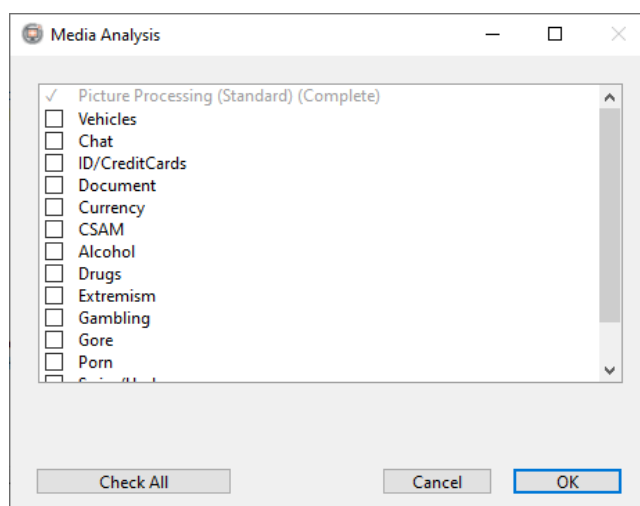 Media Analysis
Picture Processing (Standard) (Complete)
Vehicles
Chat
ID/CreditCards
Document
Currency
CSAM
Alcohol
Drugs
Extremism
Gambling
Gore
Porn
Check All
Cancel
OK